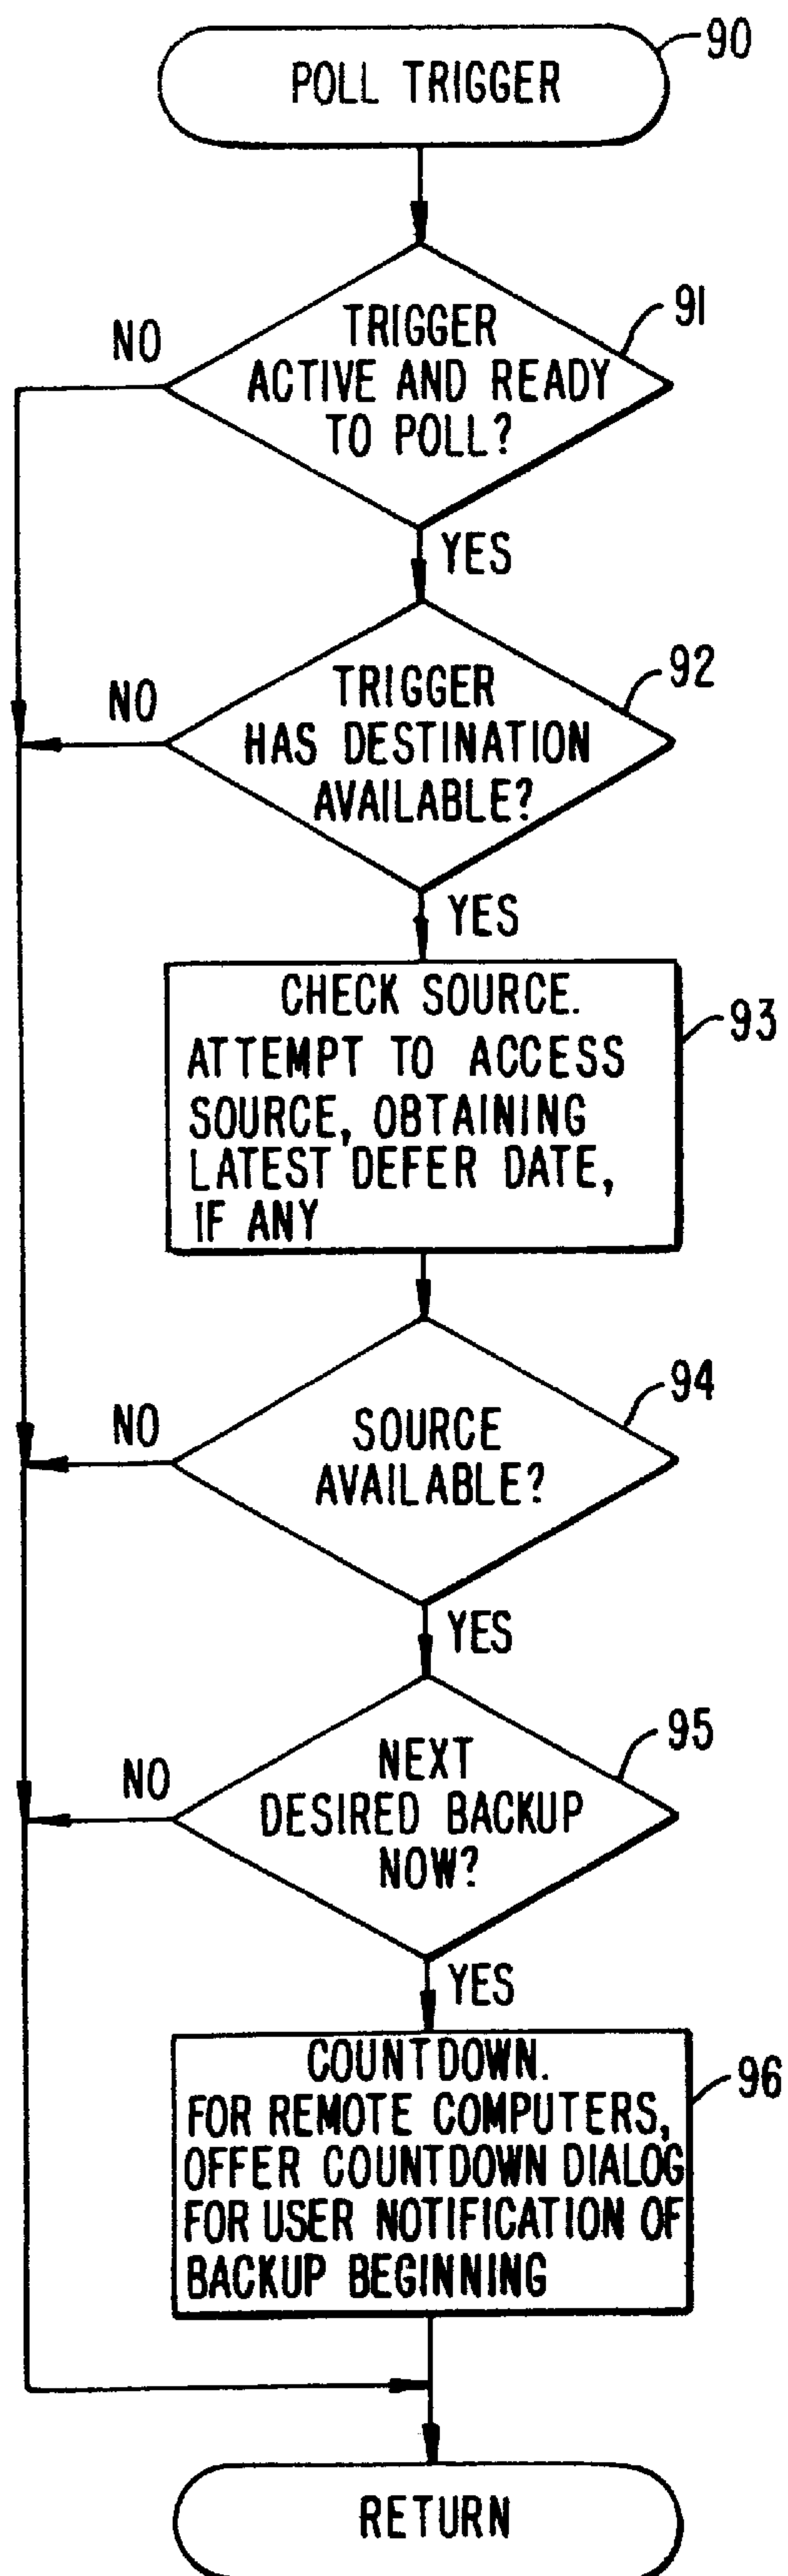 POLL TRIGGER
90
TRIGGER
ACTIVE AND READY
TO POLL?
91
NO
YES
TRIGGER
HAS DESTINATION
AVAILABLE?
92
NO
YES
CHECK SOURCE.
ATTEMPT TO ACCESS
SOURCE, OBTAINING
LATEST DEFER DATE,
IF ANY
93
SOURCE
AVAILABLE?
94
NO
YES
NEXT
DESIRED BACKUP
NOW?
95
NO
YES
COUNTDOWN.
FOR REMOTE COMPUTERS,
OFFER COUNTDOWN DIALOG
FOR USER NOTIFICATION OF
BACKUP BEGINNING
96
RETURN